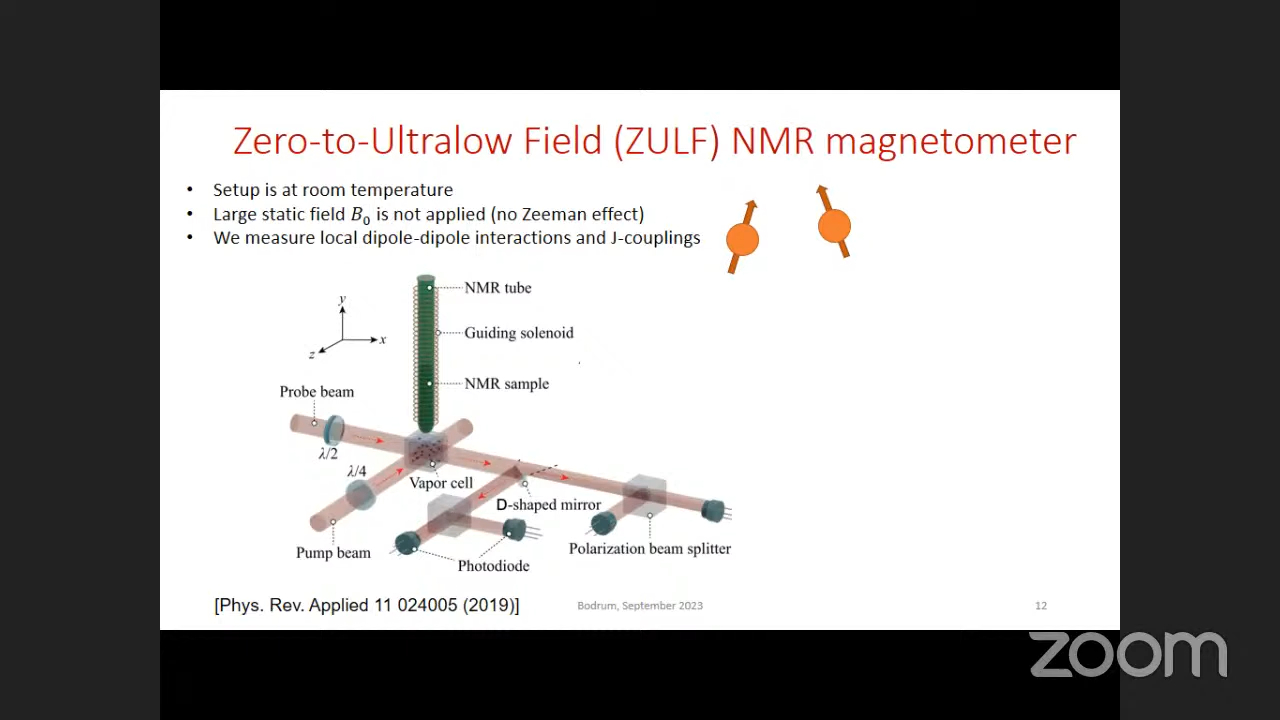 Zero-to-Ultralow Field (ZULF) NMR magnetometer
• Setup is at room temperature
• Large static field B₀ is not applied (no Zeeman effect)
• We measure local dipole-dipole interactions and J-couplings
NMR tube
y
Guiding solenoid
x
z
NMR sample
Probe beam
λ/2
λ/4
Vapor cell
D-shaped mirror
Pump beam
Polarization beam splitter
Photodiode
[Phys. Rev. Applied 11 024005 (2019)]
Bodrum, September 2023
12
zoom